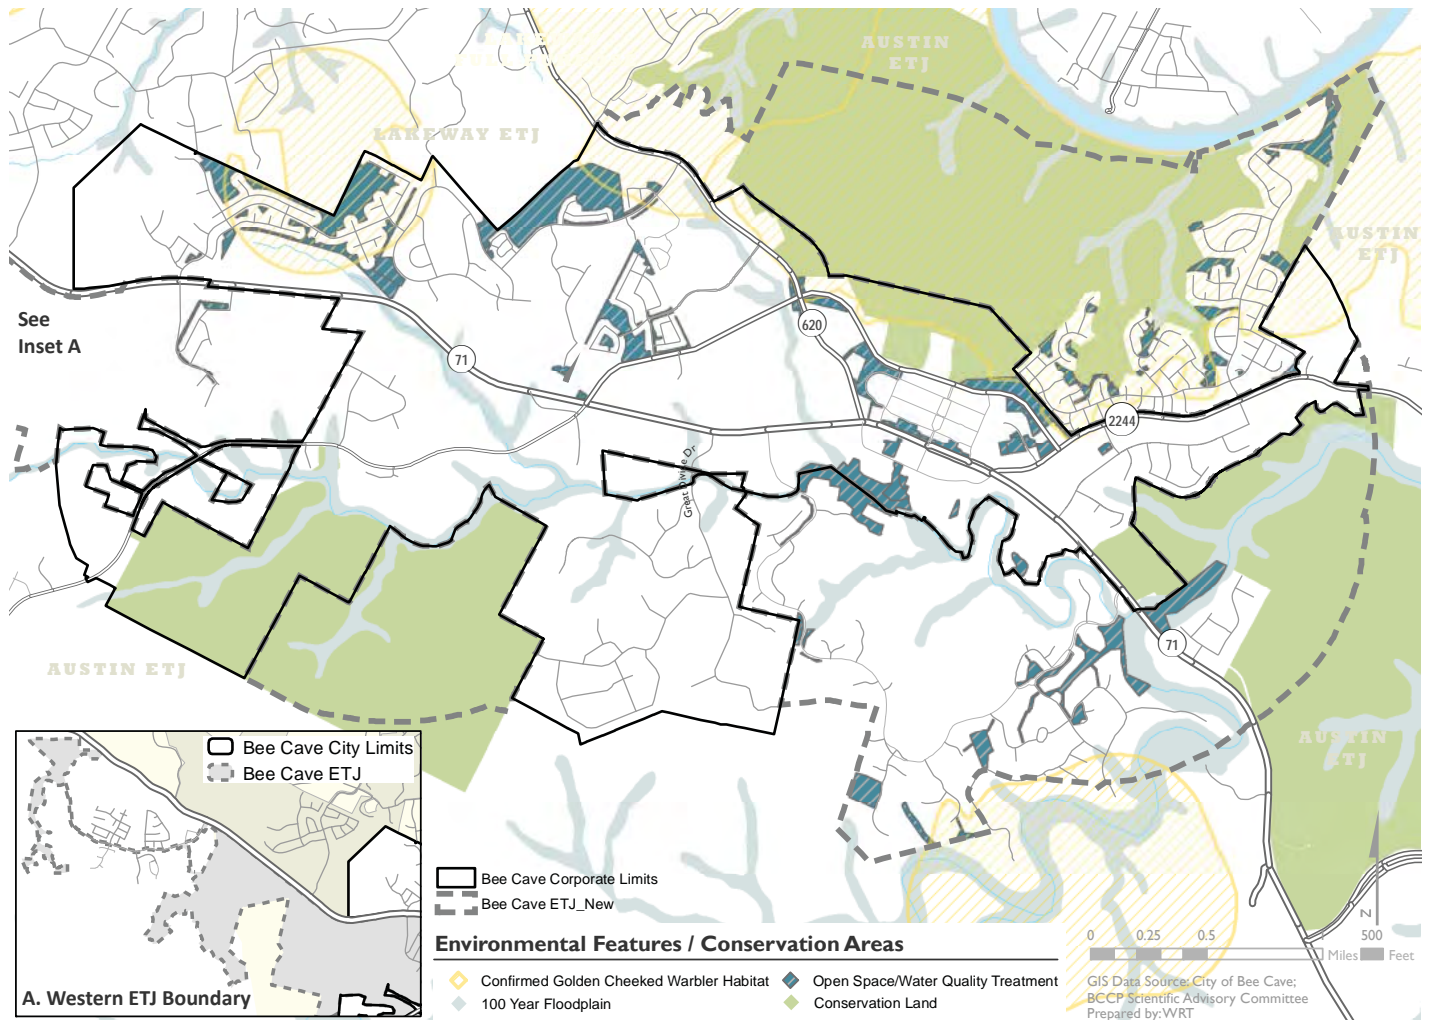 AUSTIN
ETJ
LAKEWAY ETJ
AUSTIN
ETJ
See
Inset A
620
71
2244
Great Divide Dr
71
AUSTIN ETJ
AUSTIN
ETJ
Bee Cave City Limits
Bee Cave ETJ
A. Western ETJ Boundary
Bee Cave Corporate Limits
Bee Cave ETJ_New
Environmental Features / Conservation Areas
Confirmed Golden Cheeked Warbler Habitat
Open Space/Water Quality Treatment
100 Year Floodplain
Conservation Land
N
0 0.25 0.5 500
Miles Feet
GIS Data Source: City of Bee Cave;
BCCP Scientific Advisory Committee
Prepared by: WRT